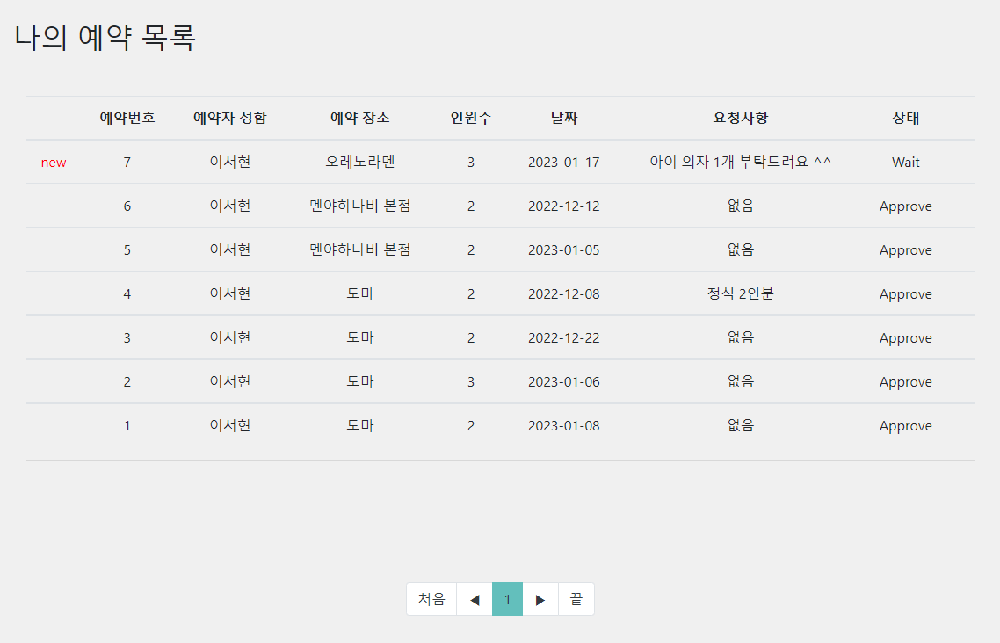 나의 예약 목록
예약번호 예약자 성함 예약 장소 인원수 날짜 요청사항 상태
new 7 이서현 오레노라멘 3 2023-01-17 아이 의자 1개 부탁드려요 ^^ Wait
6 이서현 멘야하나비 본점 2 2022-12-12 없음 Approve
5 이서현 멘야하나비 본점 2 2023-01-05 없음 Approve
4 이서현 도마 2 2022-12-08 정식 2인분 Approve
3 이서현 도마 2 2022-12-22 없음 Approve
2 이서현 도마 3 2023-01-06 없음 Approve
1 이서현 도마 2 2023-01-08 없음 Approve
처음 ◀ 1 ▶ 끝